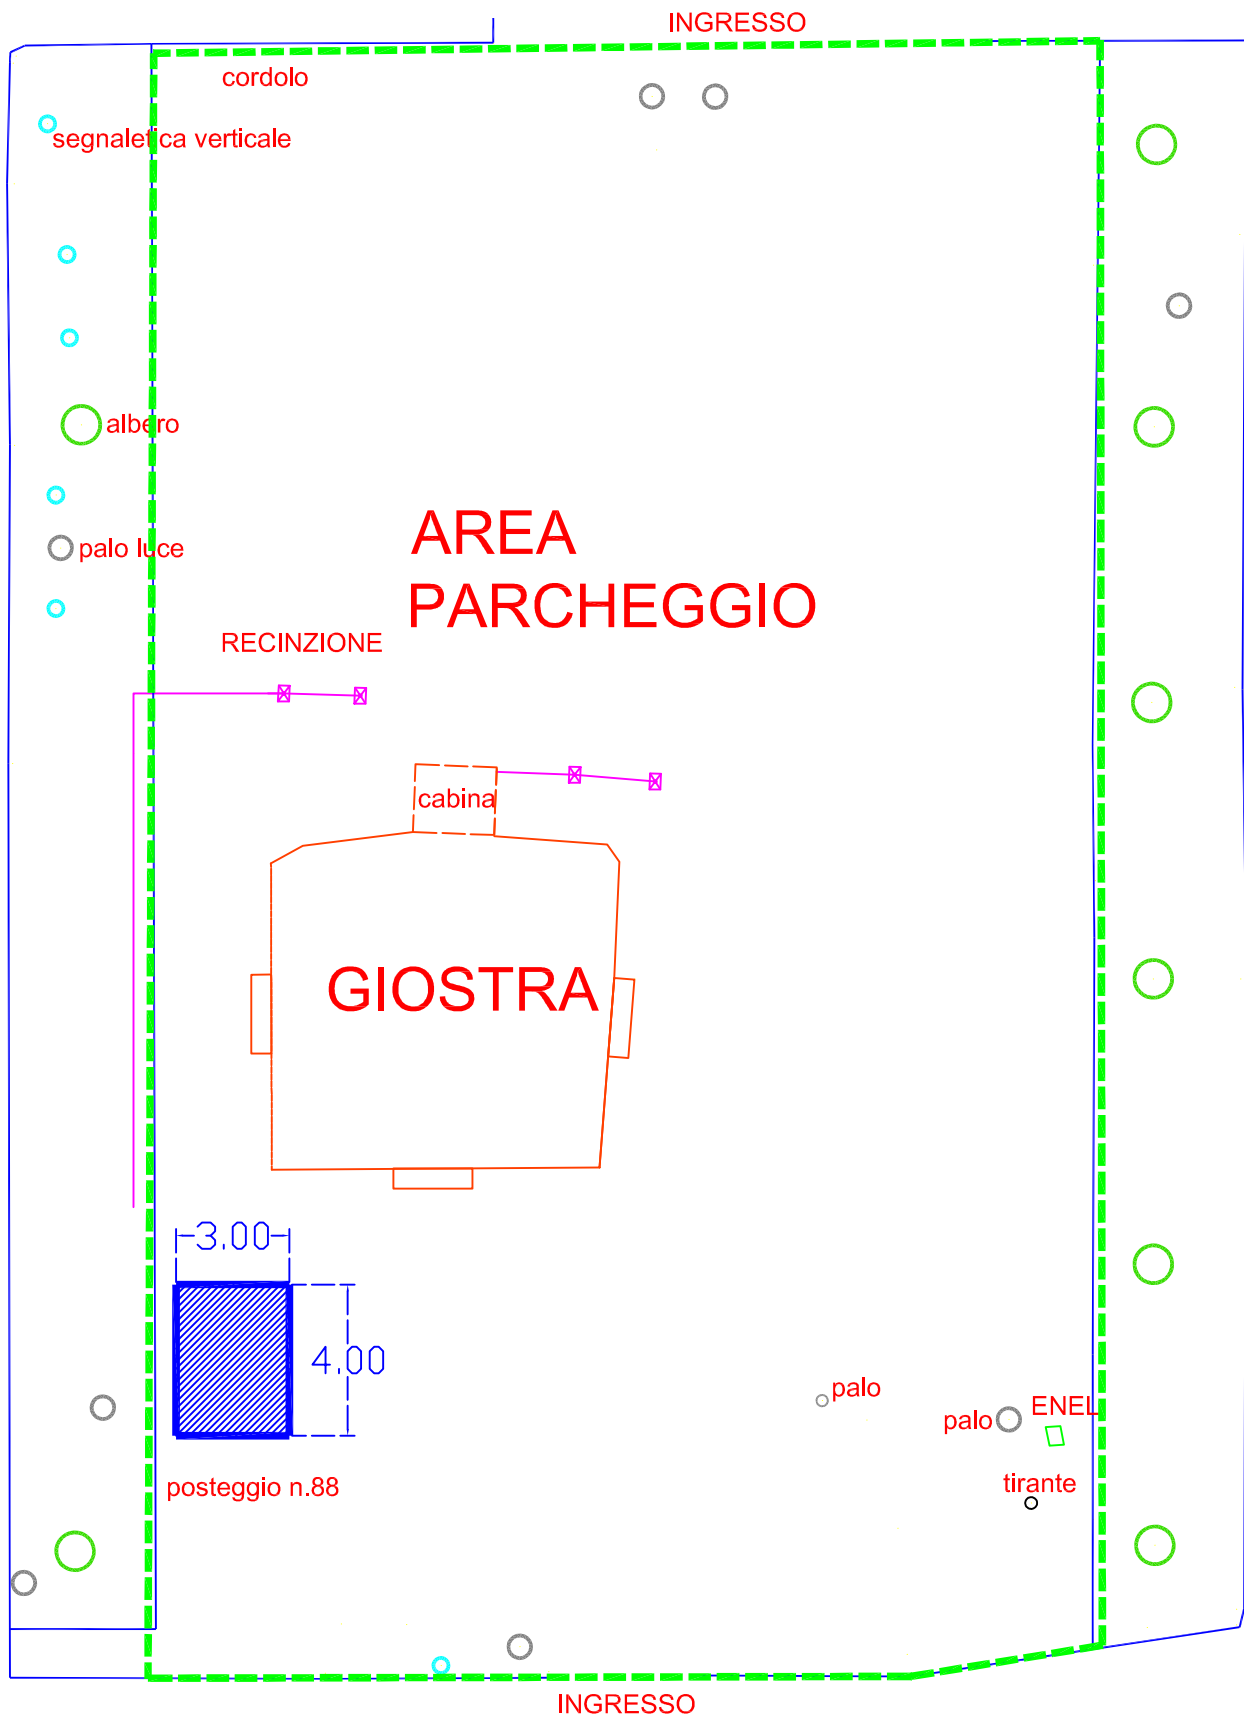 INGRESSO
cordolo
segnaletica verticale
albero
AREA
PARCHEGGIO
palo luce
RECINZIONE
cabina
GIOSTRA
3.00
4.00
palo
palo
ENEL
posteggio n.88
tirante
INGRESSO